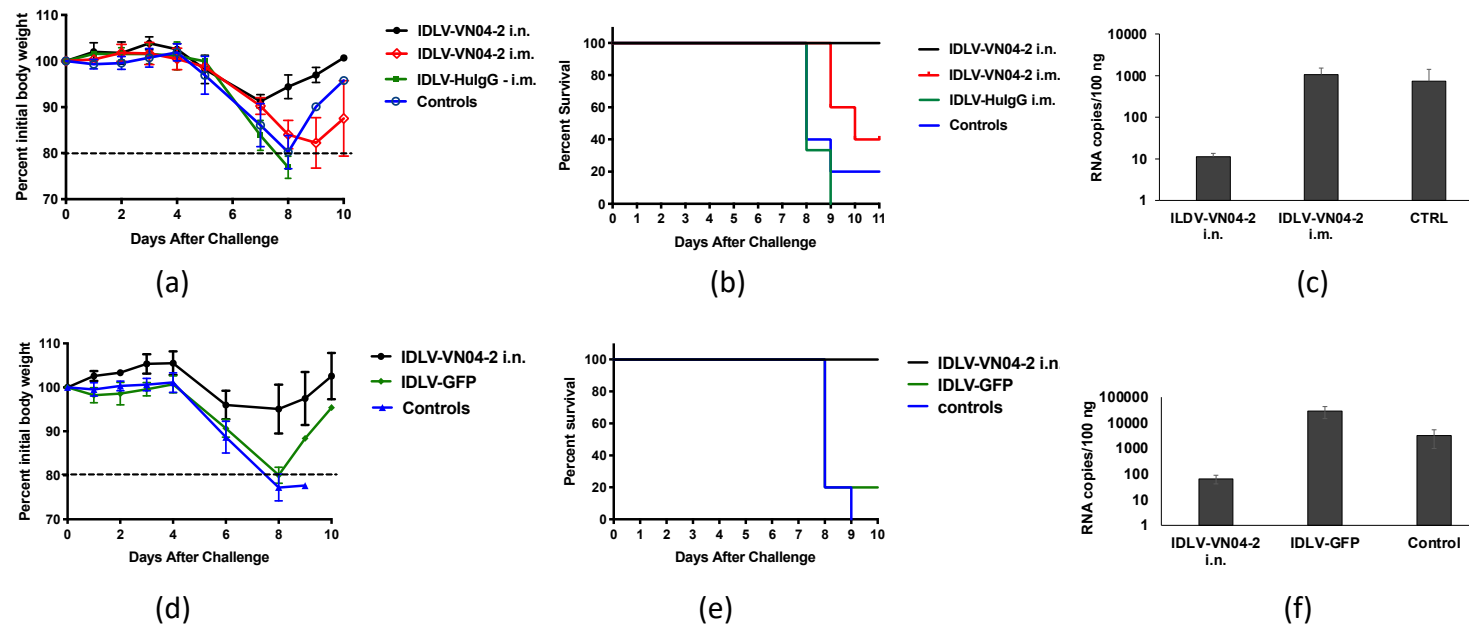 110
100
90
80
70
Percent initial body weight
0
2
4
6
8
10
Days After Challenge
IDLV-VN04-2 i.n.
IDLV-VN04-2 i.m.
IDLV-HuIgG - i.m.
Controls
(a)
100
80
60
40
20
0
Percent Survival
0 1 2 3 4 5 6 7 8 9 10 11
Days After Challenge
IDLV-VN04-2 i.n.
IDLV-VN04-2 i.m.
IDLV-HuIgG i.m.
Controls
(b)
10000
1000
100
10
1
RNA copies/100 ng
ILDV-VN04-2
i.n.
IDLV-VN04-2
i.m.
CTRL
(c)
110
100
90
80
70
Percent initial body weight
0
2
4
6
8
10
Days After Challenge
IDLV-VN04-2 i.n.
IDLV-GFP
Controls
(d)
100
80
60
40
20
0
Percent survival
0 1 2 3 4 5 6 7 8 9 10
Days After Challenge
IDLV-VN04-2 i.n.
IDLV-GFP
controls
(e)
100000
10000
1000
100
10
1
RNA copies/100 ng
IDLV-VN04-2
i.n.
IDLV-GFP
Control
(f)